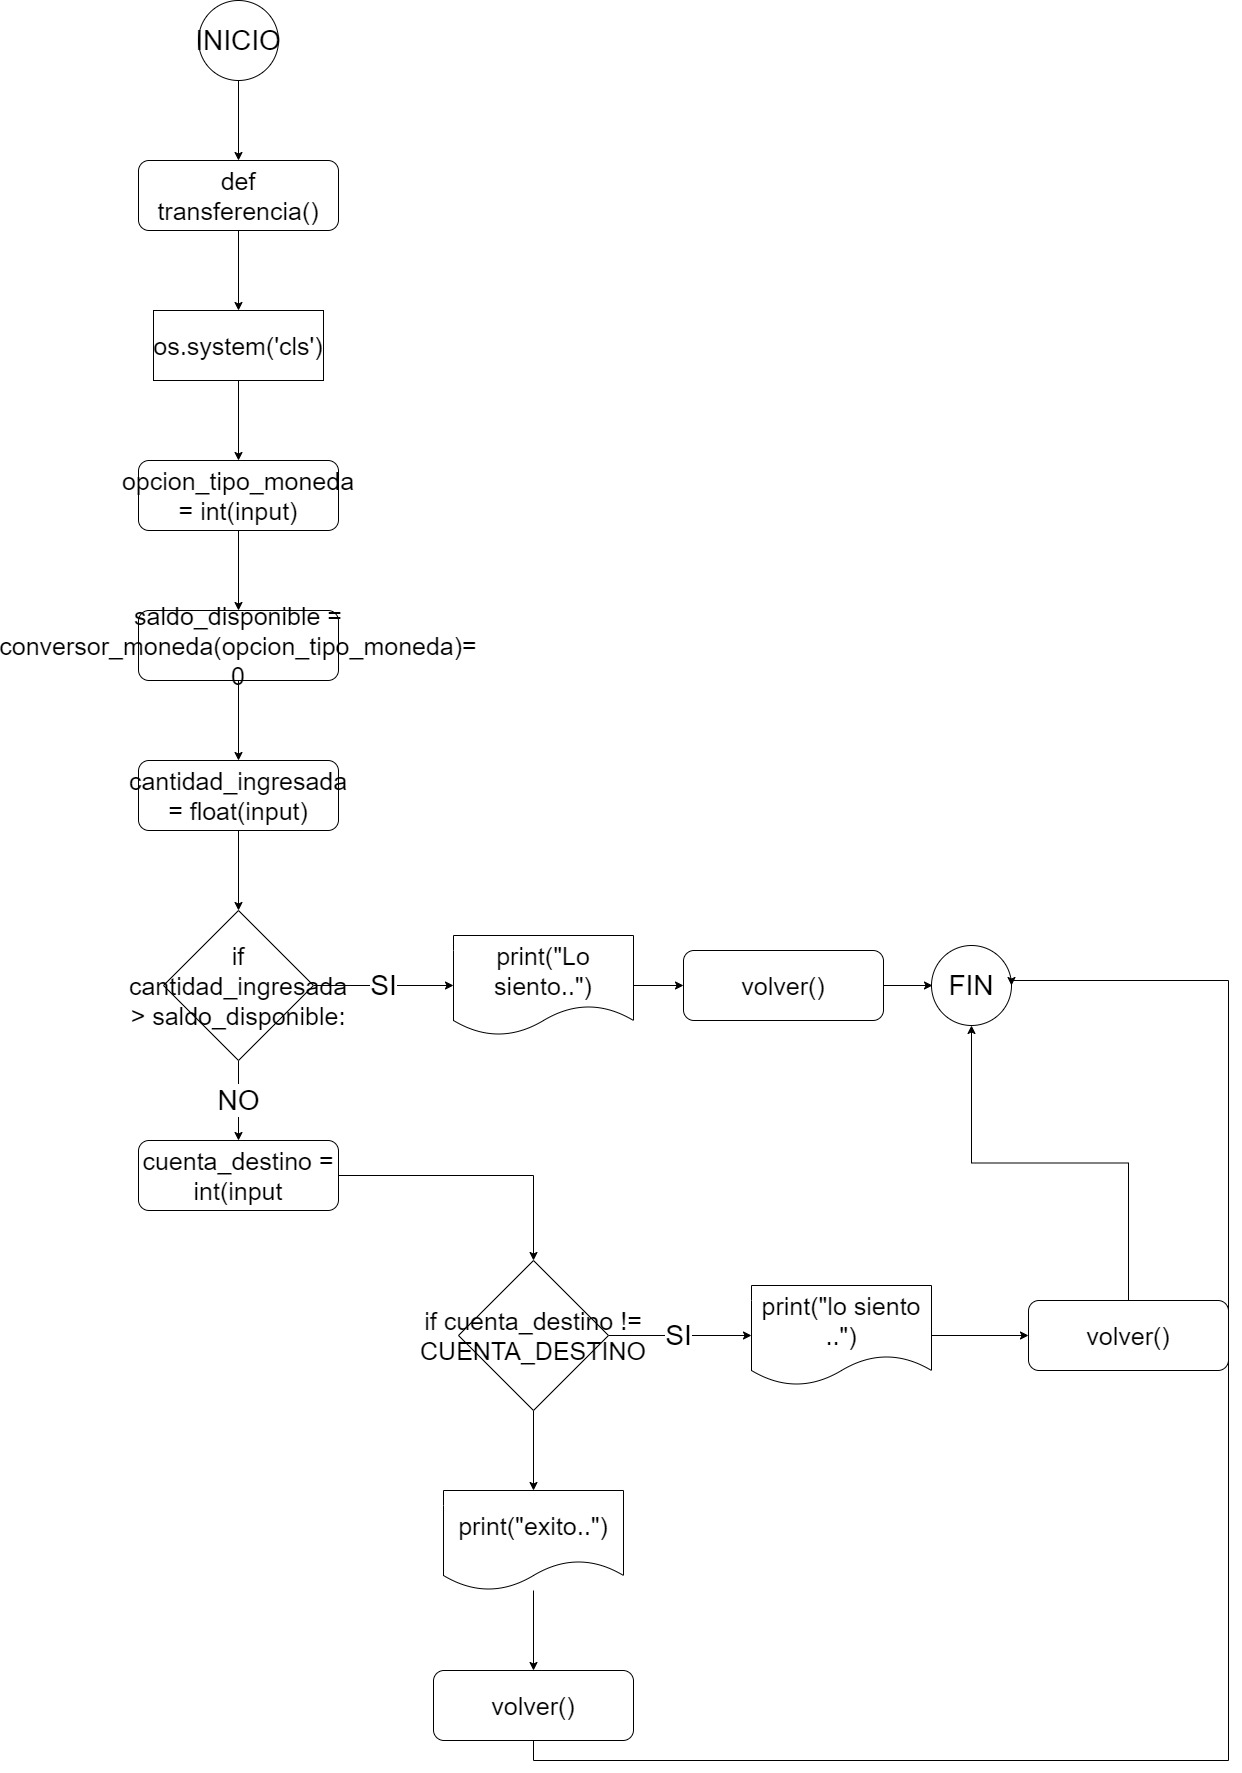 INICIO
def
transferencia()
os.system('cls')
opcion_tipo_moneda
= int(input)
saldo_disponible =
conversor_moneda(opcion_tipo_moneda)=
0
cantidad_ingresada
= float(input)
if
cantidad_ingresada
> saldo_disponible:
SI
print("Lo
siento..")
volver()
FIN
NO
cuenta_destino =
int(input
if cuenta_destino !=
CUENTA_DESTINO
SI
print("lo siento
..")
volver()
print("exito..")
volver()